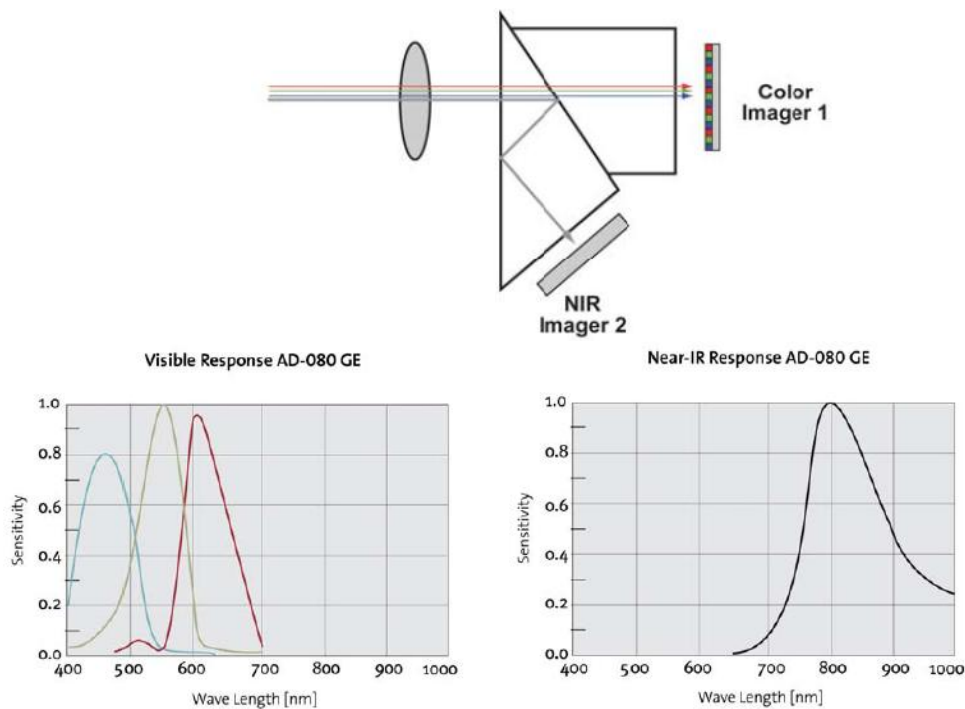 Color
Imager 1
NIR
Imager 2
Visible Response AD-080 GE
1.0
0.8
0.6
0.4
0.2
0.0
Sensitivity
400 500 600 700 800 900 1000
Wave Length [nm]
Near-IR Response AD-080 GE
1.0
0.8
0.6
0.4
0.2
0.0
Sensitivity
400 500 600 700 800 900 1000
Wave Length [nm]